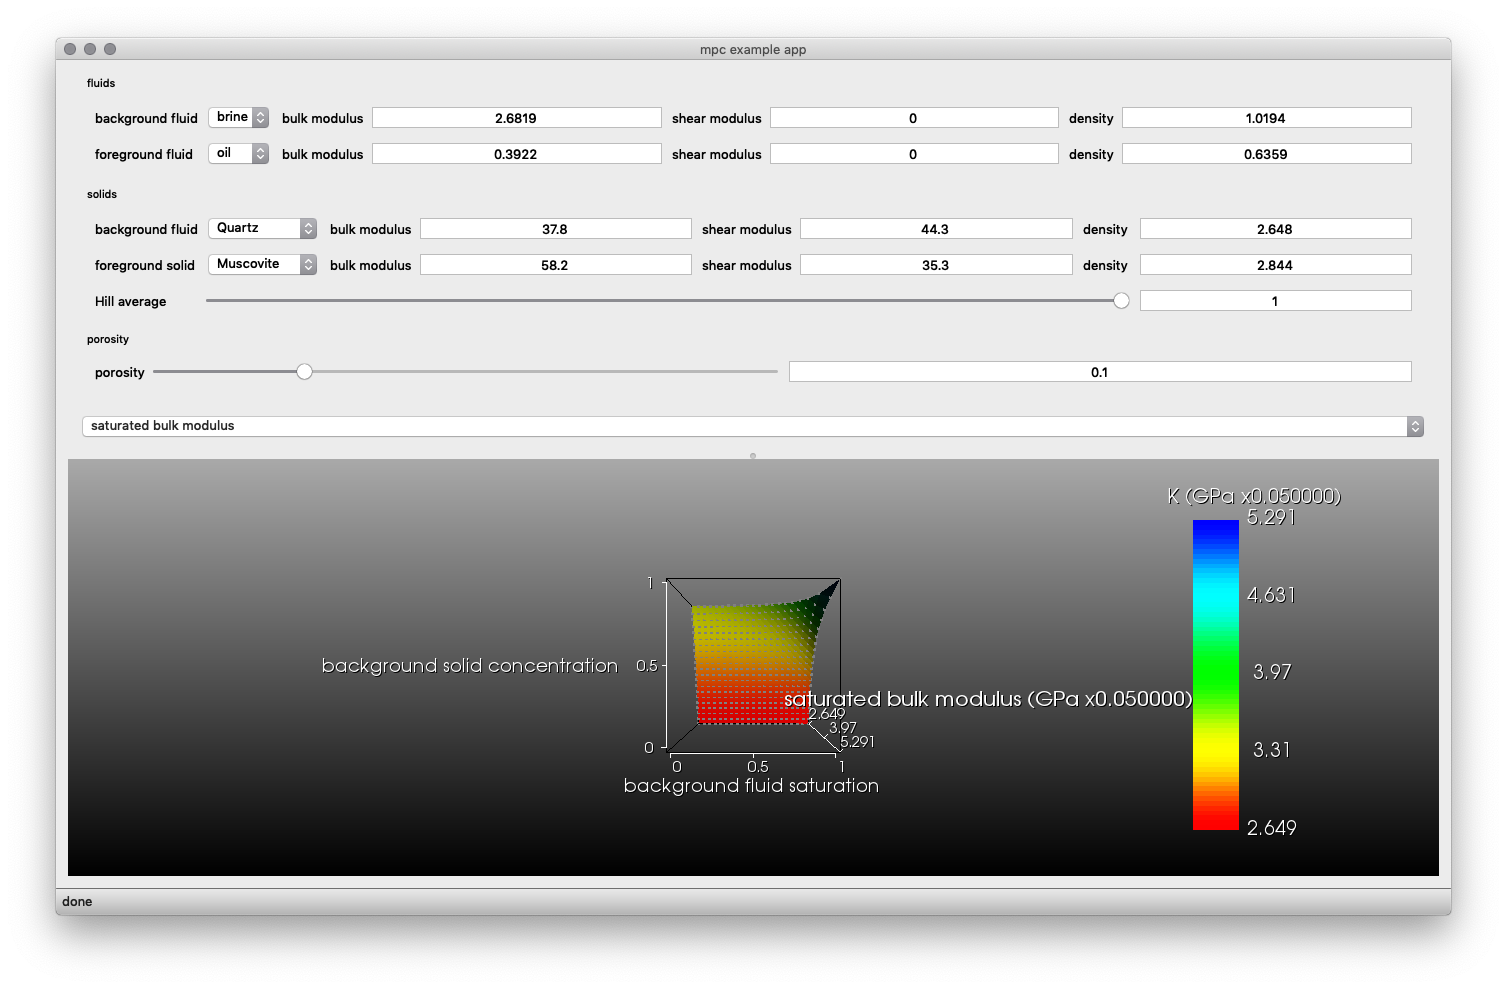 mpc example app
fluids
background fluid brine bulk modulus 2.6819 shear modulus 0 density 1.0194
foreground fluid oil bulk modulus 0.3922 shear modulus 0 density 0.6359
solids
background fluid Quartz bulk modulus 37.8 shear modulus 44.3 density 2.648
foreground solid Muscovite bulk modulus 58.2 shear modulus 35.3 density 2.844
Hill average 1
porosity
porosity 0.1
saturated bulk modulus
K (GPa x0.050000)
5.291
4.631
3.97
3.31
2.649
1
background solid concentration 0.5
saturated bulk modulus (GPa x0.050000)
2.649
3.97
5.291
0
0 0.5 1
background fluid saturation
done